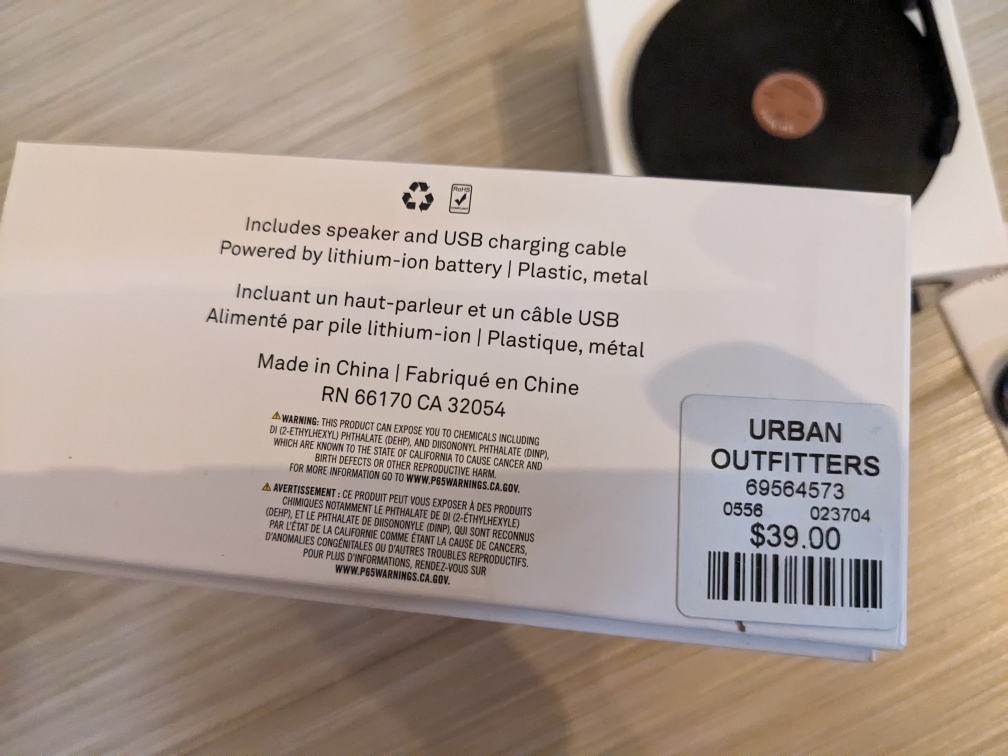 RoHS
Includes speaker and USB charging cable
Powered by lithium-ion battery | Plastic, metal
Incluant un haut-parleur et un câble USB
Alimenté par pile lithium-ion | Plastique, métal
Made in China | Fabriqué en Chine
RN 66170 CA 32054
WARNING: THIS PRODUCT CAN EXPOSE YOU TO CHEMICALS INCLUDING
DI (2-ETHYLHEXYL) PHTHALATE (DEHP), AND DIISONONYL PHTHALATE (DINP),
WHICH ARE KNOWN TO THE STATE OF CALIFORNIA TO CAUSE CANCER AND
BIRTH DEFECTS OR OTHER REPRODUCTIVE HARM.
FOR MORE INFORMATION GO TO WWW.P65WARNINGS.CA.GOV.
AVERTISSEMENT : CE PRODUIT PEUT VOUS EXPOSER À DES PRODUITS
CHIMIQUES NOTAMMENT LE PHTHALATE DE DI (2-ÉTHYLHEXYLE)
(DEHP), ET LE PHTHALATE DE DIISONONYLE (DINP), QUI SONT RECONNUS
PAR L'ÉTAT DE LA CALIFORNIE COMME ÉTANT LA CAUSE DE CANCERS,
D'ANOMALIES CONGÉNITALES OU D'AUTRES TROUBLES REPRODUCTIFS.
POUR PLUS D'INFORMATIONS, RENDEZ-VOUS SUR
WWW.P65WARNINGS.CA.GOV.
URBAN
OUTFITTERS
69564573
0556 023704
$39.00